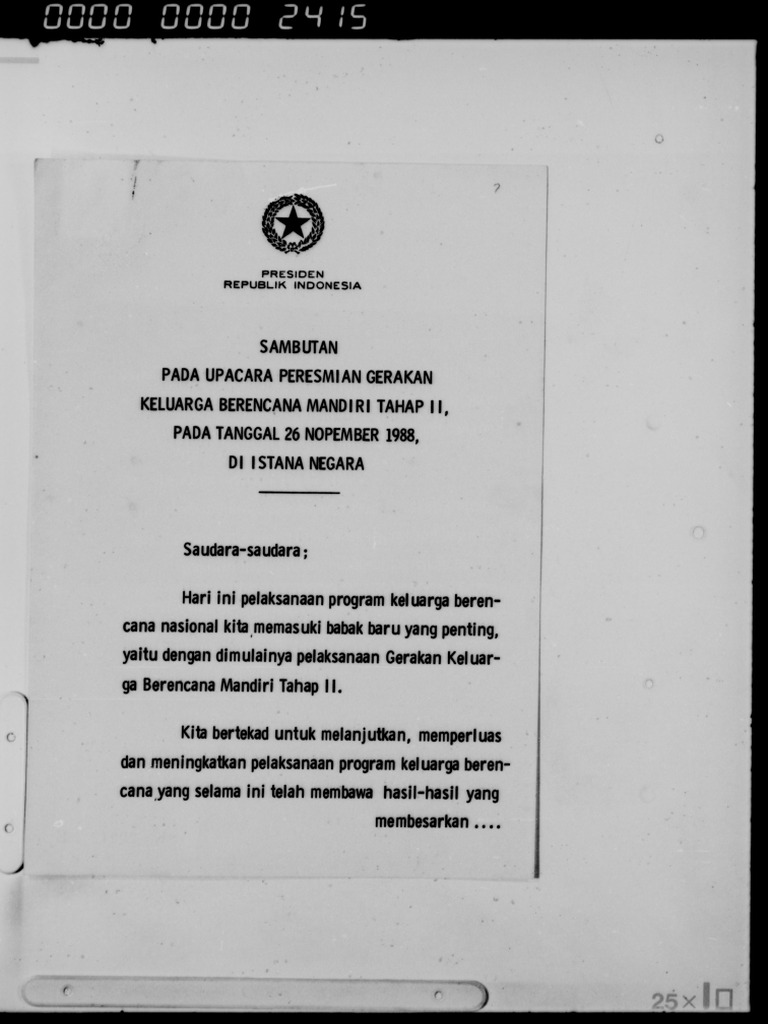 0000 0000 2415
PRESIDEN
REPUBLIK INDONESIA
SAMBUTAN
PADA UPACARA PERESMIAN GERAKAN
KELUARGA BERENCANA MANDIRI TAHAP II,
PADA TANGGAL 26 NOPEMBER 1988,
DI ISTANA NEGARA
Saudara-saudara;
Hari ini pelaksanaan program keluarga beren-
cana nasional kita memasuki babak baru yang penting,
yaitu dengan dimulainya pelaksanaan Gerakan Keluar-
ga Berencana Mandiri Tahap II.
Kita bertekad untuk melanjutkan, memperluas
dan meningkatkan pelaksanaan program keluarga beren-
cana yang selama ini telah membawa hasil-hasil yang
membesarkan ....
25×